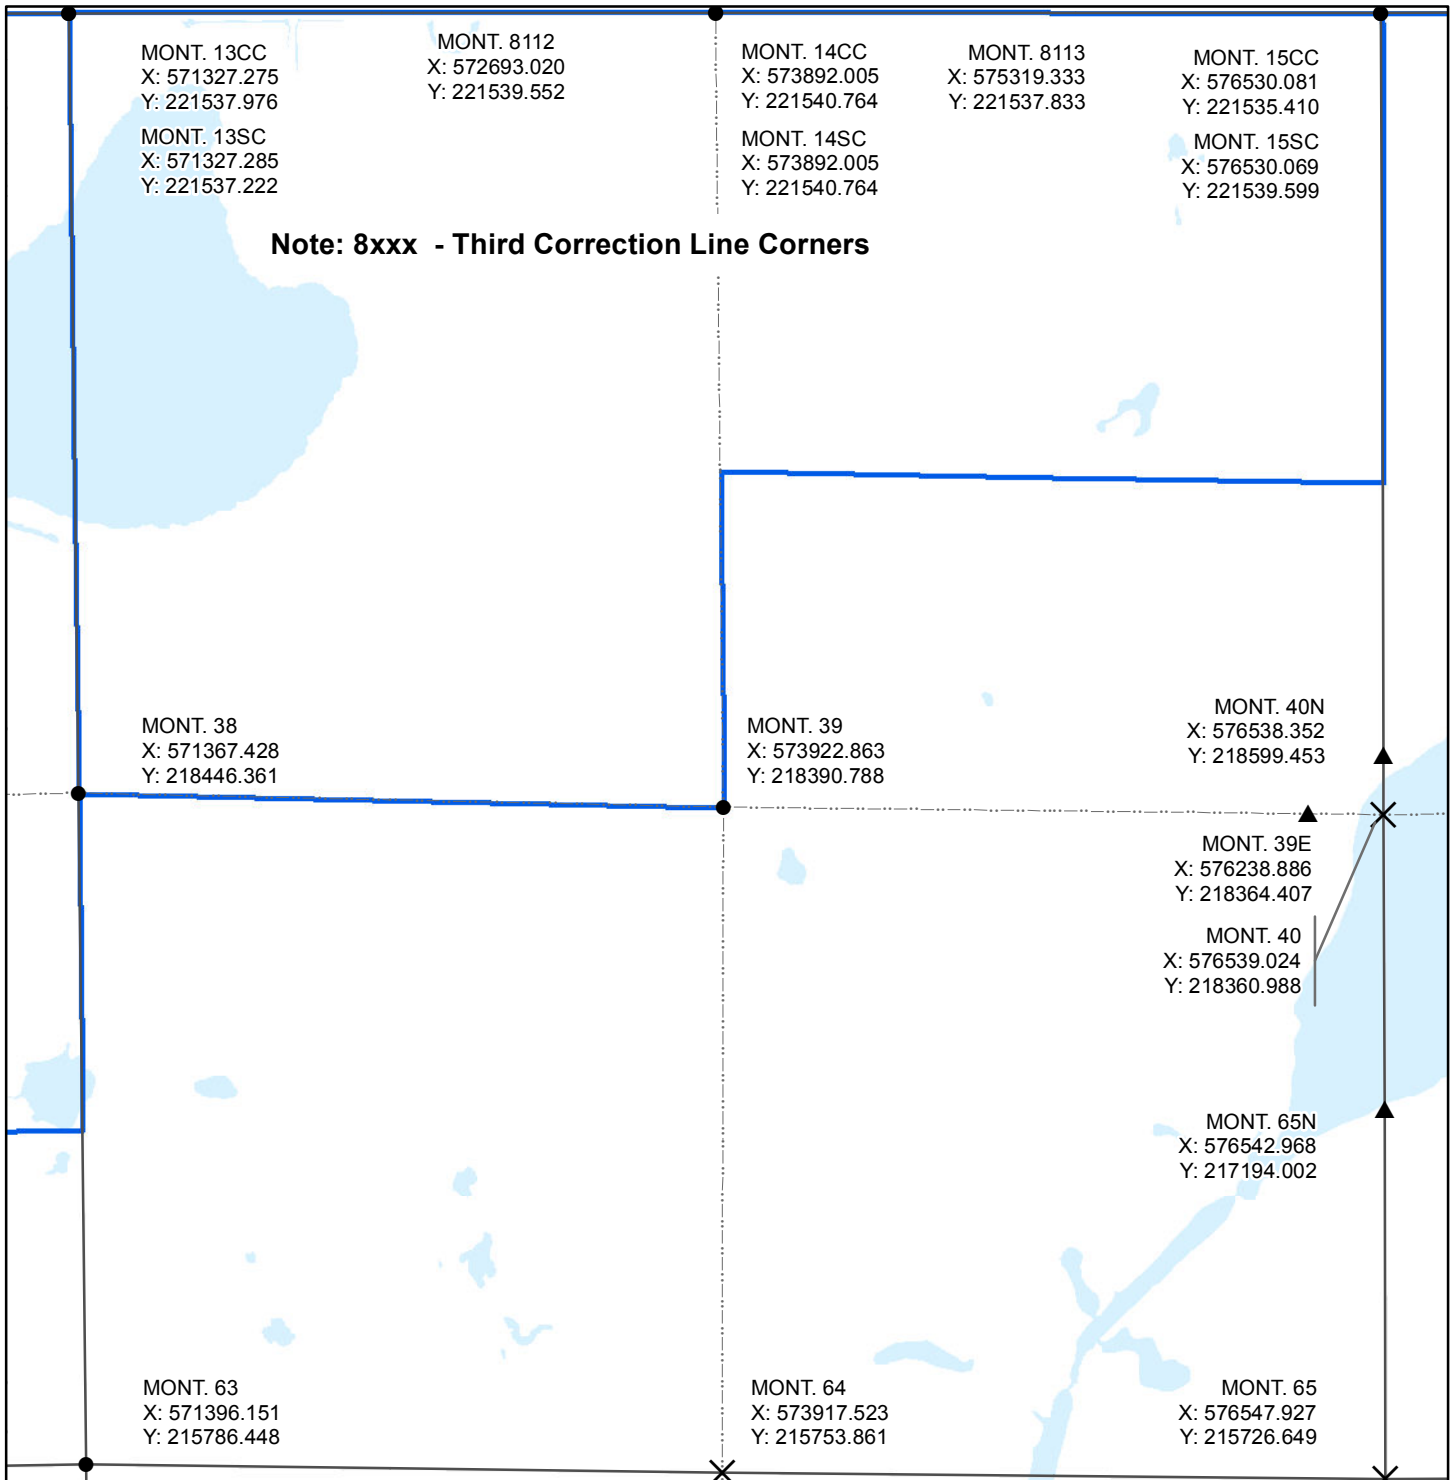 MONT. 13CC
X: 571327.275
Y: 221537.976
MONT. 8112
X: 572693.020
Y: 221539.552
MONT. 14CC
X: 573892.005
Y: 221540.764
MONT. 8113
X: 575319.333
Y: 221537.833
MONT. 15CC
X: 576530.081
Y: 221535.410
MONT. 13SC
X: 571327.285
Y: 221537.222
MONT. 14SC
X: 573892.005
Y: 221540.764
MONT. 15SC
X: 576530.069
Y: 221539.599
Note: 8xxx - Third Correction Line Corners
MONT. 38
X: 571367.428
Y: 218446.361
MONT. 39
X: 573922.863
Y: 218390.788
MONT. 40N
X: 576538.352
Y: 218599.453
MONT. 39E
X: 576238.886
Y: 218364.407
MONT. 40
X: 576539.024
Y: 218360.988
MONT. 65N
X: 576542.968
Y: 217194.002
MONT. 63
X: 571396.151
Y: 215786.448
MONT. 64
X: 573917.523
Y: 215753.861
MONT. 65
X: 576547.927
Y: 215726.649